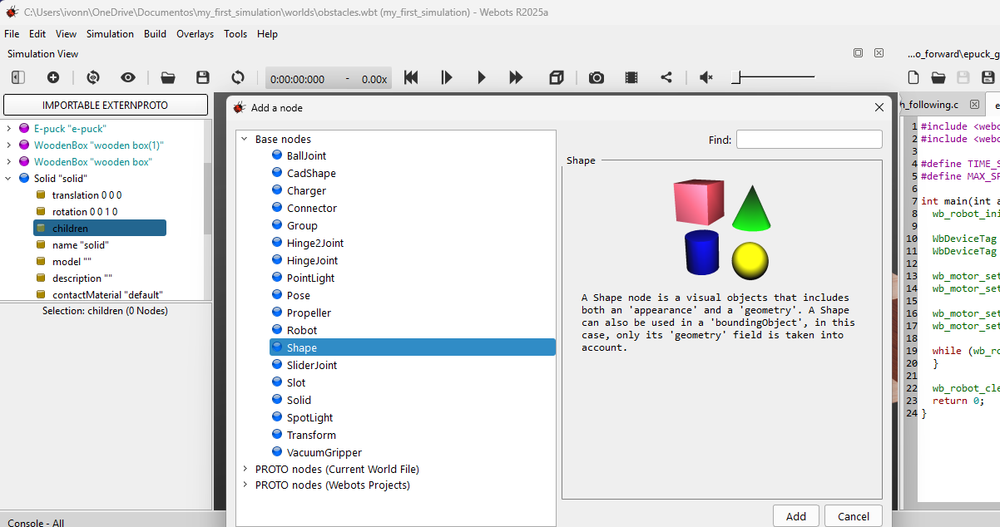 C:\Users\ivonn\OneDrive\Documentos\my_first_simulation\worlds\obstacles.wbt (my_first_simulation) - Webots R2025a
File Edit View Simulation Build Overlays Tools Help
Simulation View
...o_forward\epuck_g
0:00:00:000 - 0.00x
IMPORTABLE EXTERNPROTO
E-puck "e-puck"
WoodenBox "wooden box(1)"
WoodenBox "wooden box"
Solid "solid"
translation 0 0 0
rotation 0 0 1 0
children
name "solid"
model ""
description ""
contactMaterial "default"
Selection: children (0 Nodes)
Console - All
Add a node
Base nodes
BallJoint
CadShape
Charger
Connector
Group
Hinge2Joint
HingeJoint
PointLight
Pose
Propeller
Robot
Shape
SliderJoint
Slot
Solid
SpotLight
Transform
VacuumGripper
PROTO nodes (Current World File)
PROTO nodes (Webots Projects)
Find:
Shape
A Shape node is a visual objects that includes
both an 'appearance' and a 'geometry'. A Shape
can also be used in a 'boundingObject', in this
case, only its 'geometry' field is taken into
account.
Add Cancel
h_following.c
e
1 #include <webo
2 #include <webo
3
4 #define TIME_S
5 #define MAX_SP
6
7 int main(int a
8 wb_robot_ini
9
10 WbDeviceTag
11 WbDeviceTag
12
13 wb_motor_set
14 wb_motor_set
15
16 wb_motor_set
17 wb_motor_set
18
19 while (wb_ro
20 }
21
22 wb_robot_cle
23 return 0;
24 }